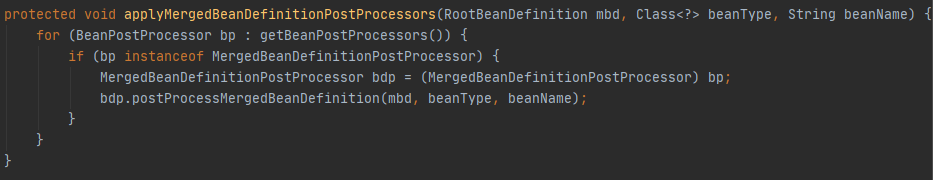 protected void applyMergedBeanDefinitionPostProcessors(RootBeanDefinition mbd, Class<?> beanType, String beanName) {
    for (BeanPostProcessor bp : getBeanPostProcessors()) {
        if (bp instanceof MergedBeanDefinitionPostProcessor) {
            MergedBeanDefinitionPostProcessor bdp = (MergedBeanDefinitionPostProcessor) bp;
            bdp.postProcessMergedBeanDefinition(mbd, beanType, beanName);
        }
    }
}